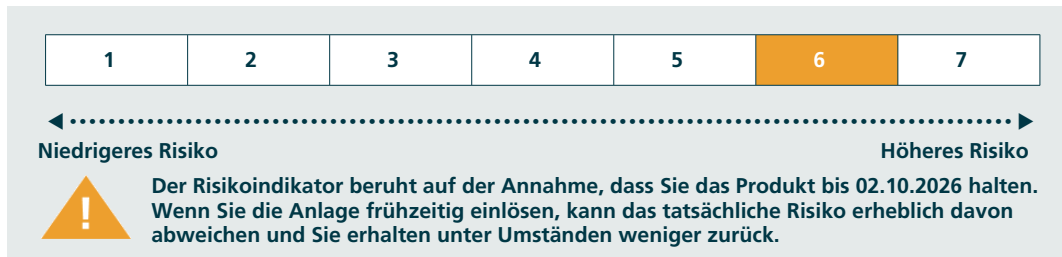 1 2 3 4 5 6 7
Niedrigeres Risiko Höheres Risiko
Der Risikoindikator beruht auf der Annahme, dass Sie das Produkt bis 02.10.2026 halten.
Wenn Sie die Anlage frühzeitig einlösen, kann das tatsächliche Risiko erheblich davon
abweichen und Sie erhalten unter Umständen weniger zurück.